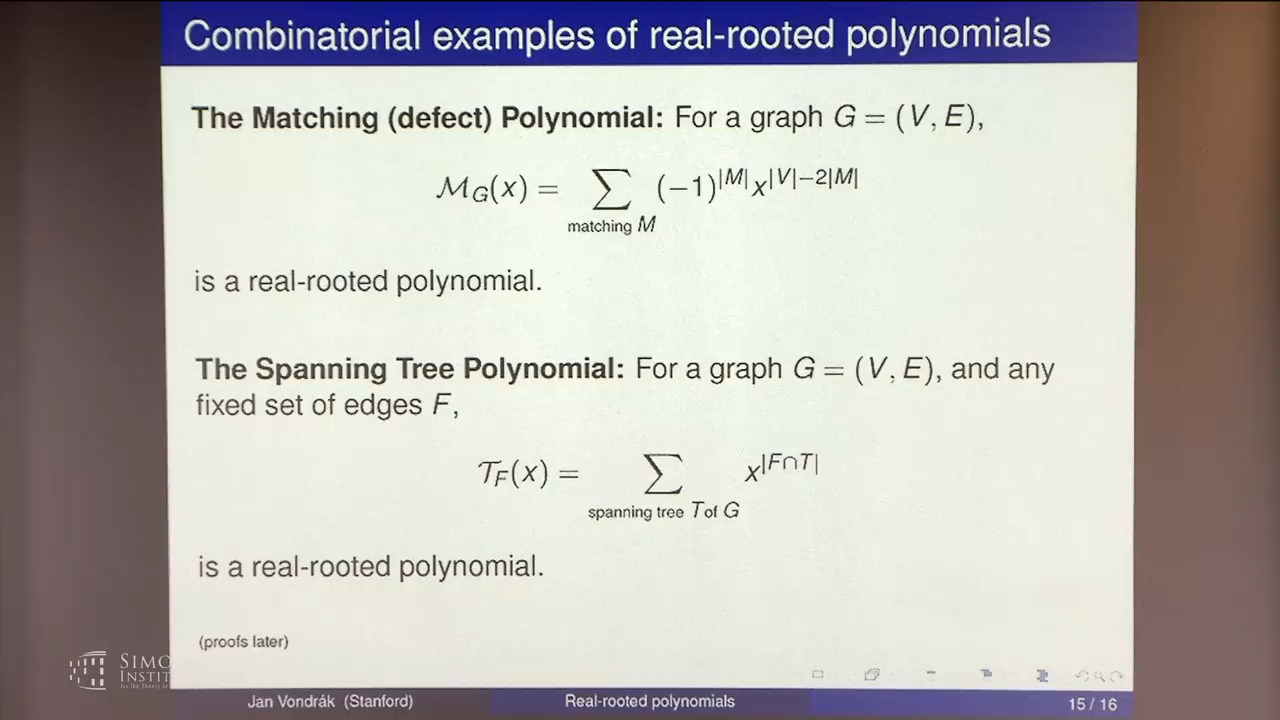 Combinatorial examples of real-rooted polynomials
The Matching (defect) Polynomial: For a graph G = (V, E),
M_G(x) = ∑ (−1)^{|M|} x^{|V|−2|M|}
matching M
is a real-rooted polynomial.
The Spanning Tree Polynomial: For a graph G = (V, E), and any
fixed set of edges F,
T_F(x) = ∑ x^{|F∩T|}
spanning tree T of G
is a real-rooted polynomial.
(proofs later)
SIMO
INSTIT
Jan Vondrák (Stanford) Real-rooted polynomials 15 / 16